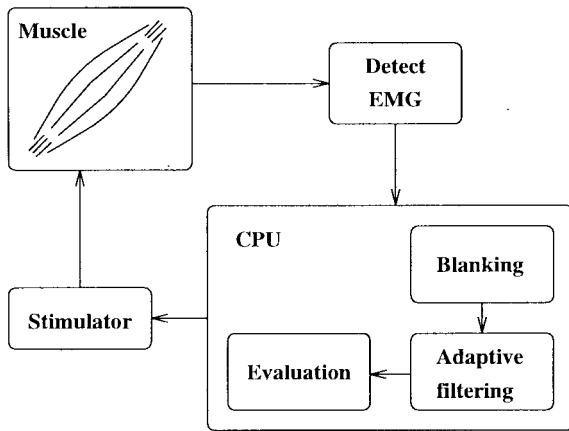 Muscle
Detect
EMG
CPU
Blanking
Stimulator
Evaluation
Adaptive
filtering